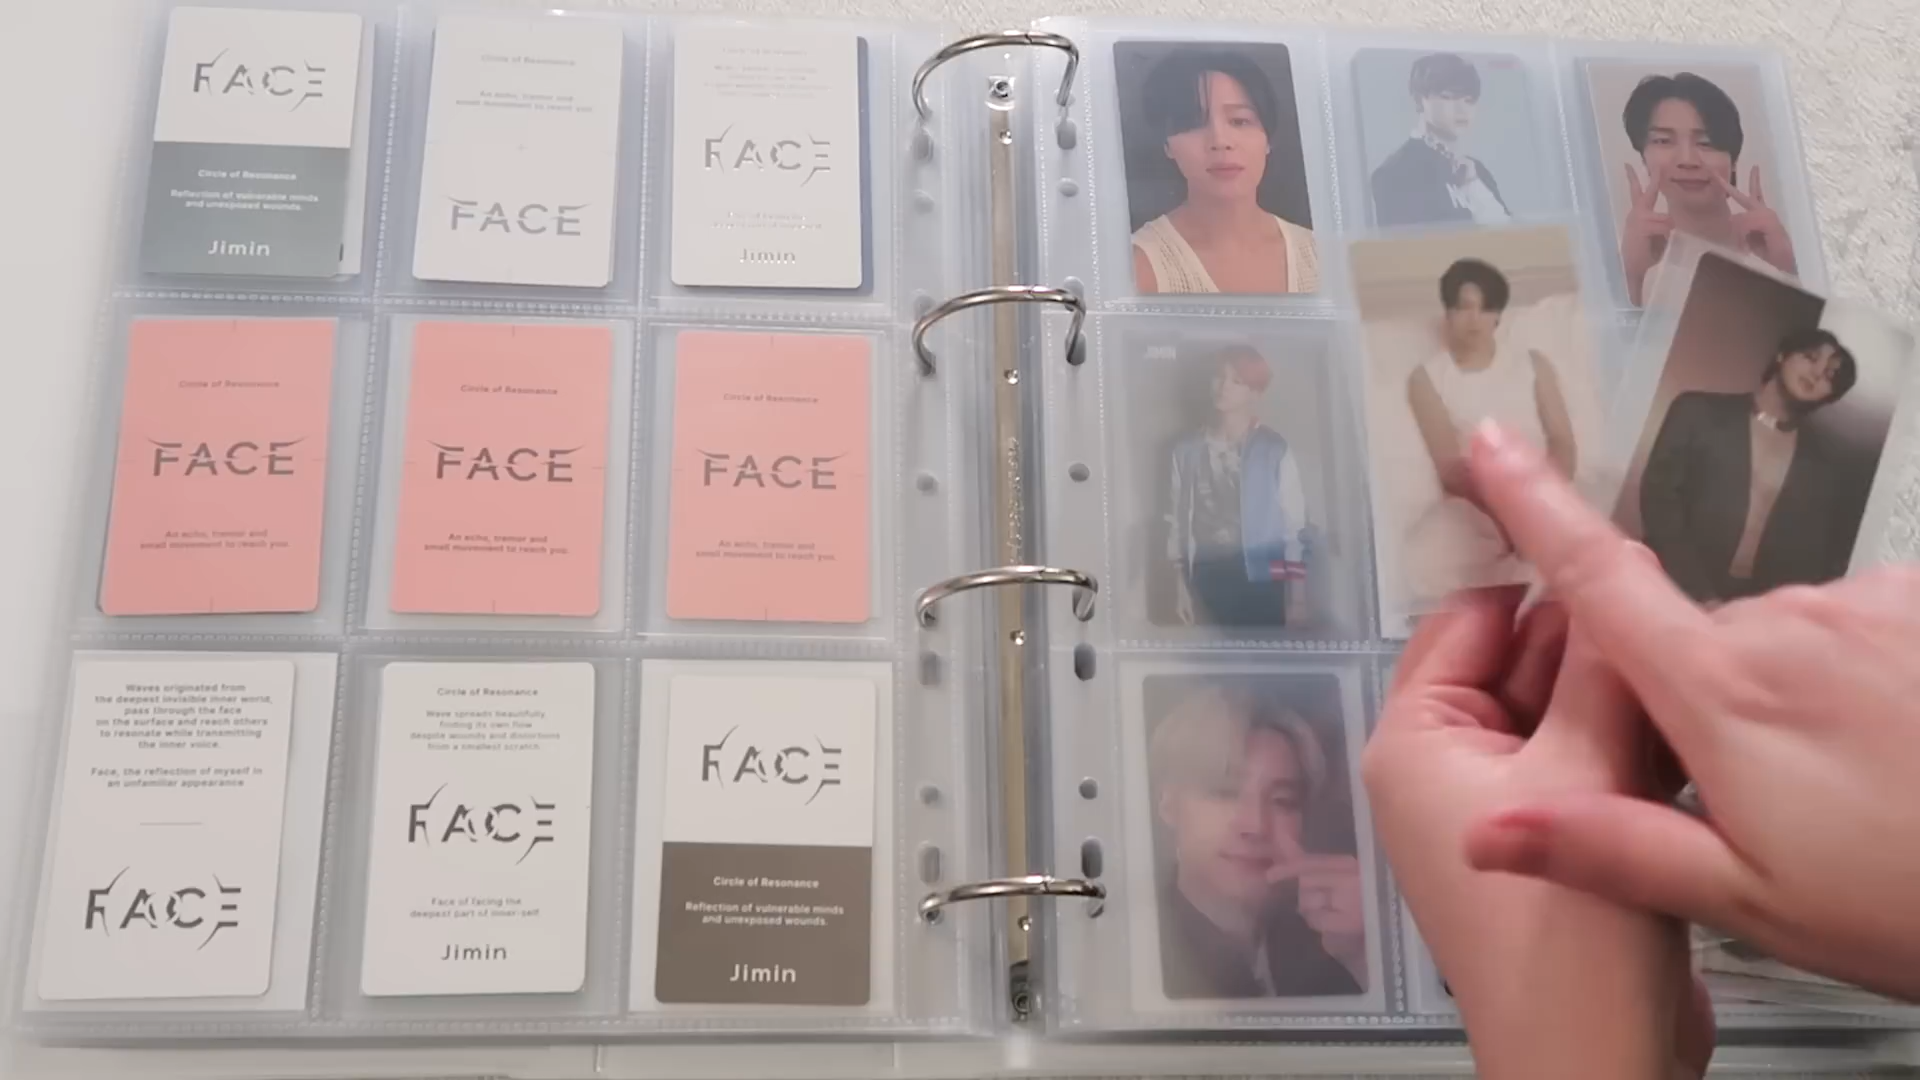 FACE
Circle of Resonance
Reflection of vulnerable minds
and unexposed wounds.
Jimin
Circle of Resonance
An echo, tremor and
small movement to reach you.
FACE
FACE
Jimin
Circle of Resonance
FACE
An echo, tremor and
small movement to reach you.
Circle of Resonance
FACE
An echo, tremor and
small movement to reach you.
Circle of Resonance
FACE
An echo, tremor and
small movement to reach you.
Waves originated from
the deepest invisible inner world,
pass through the face
on the surface and reach others
to resonate while transmitting
the inner voice.
Face, the reflection of myself in
an unfamiliar appearance
FACE
Circle of Resonance
Wave spreads beautifully
finding its own flow
despite wounds and distortions
from a smallest scratch.
FACE
Face of facing the
deepest part of inner-self.
Jimin
FACE
Circle of Resonance
Reflection of vulnerable minds
and unexposed wounds.
Jimin